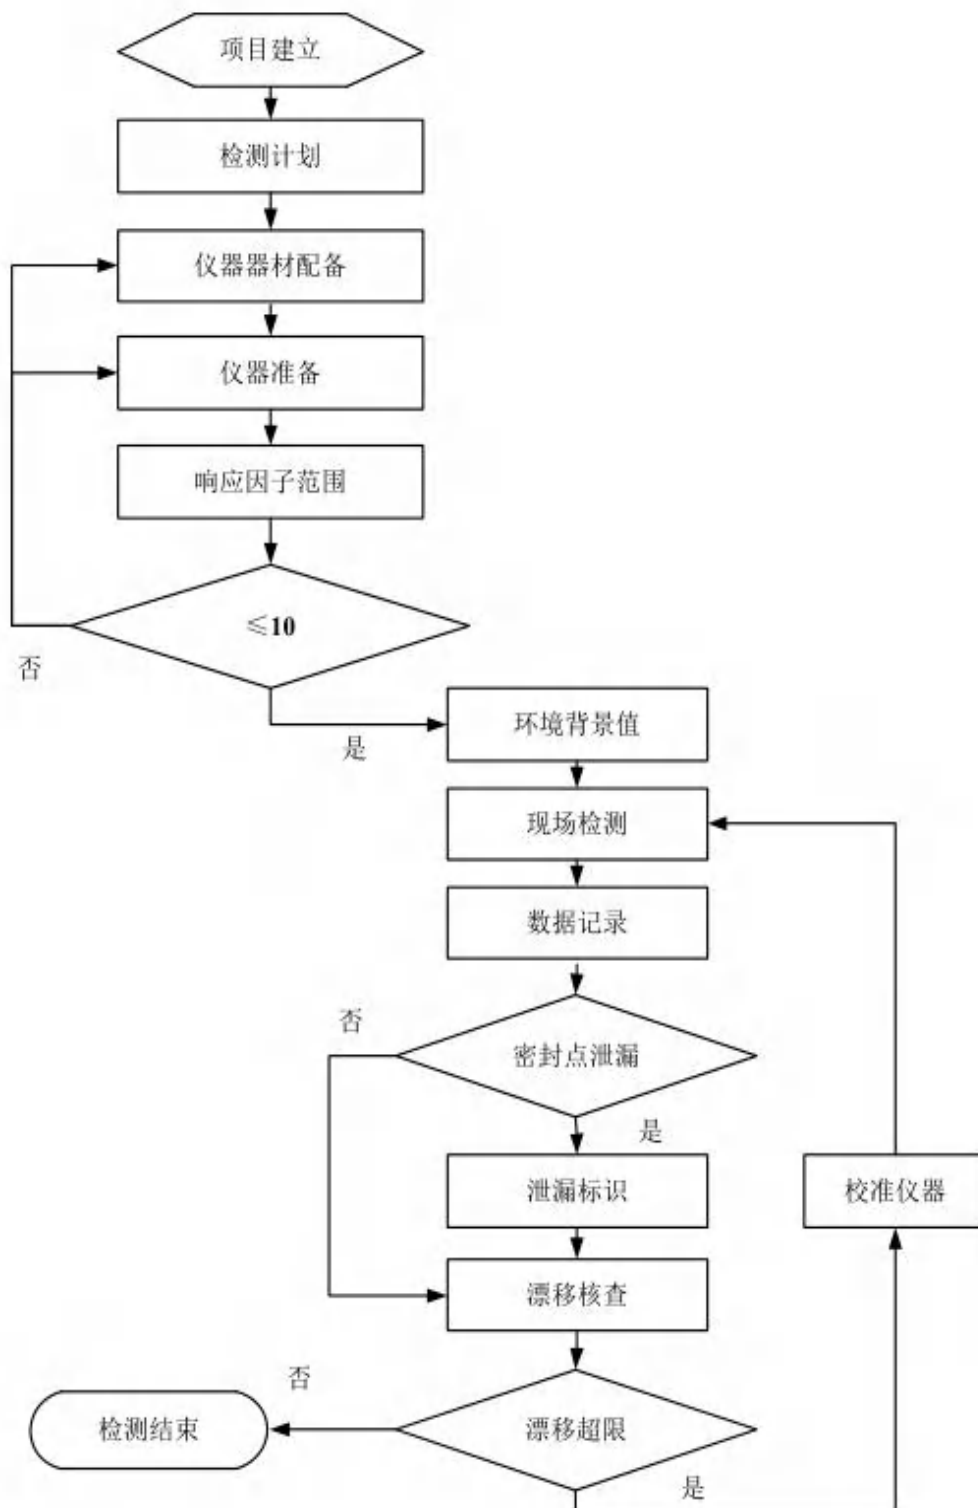 项目建立
检测计划
仪器器材配备
仪器准备
响应因子范围
≤10
否
是
环境背景值
现场检测
数据记录
否
密封点泄漏
是
泄漏标识
校准仪器
漂移核查
否
检测结束
漂移超限
是